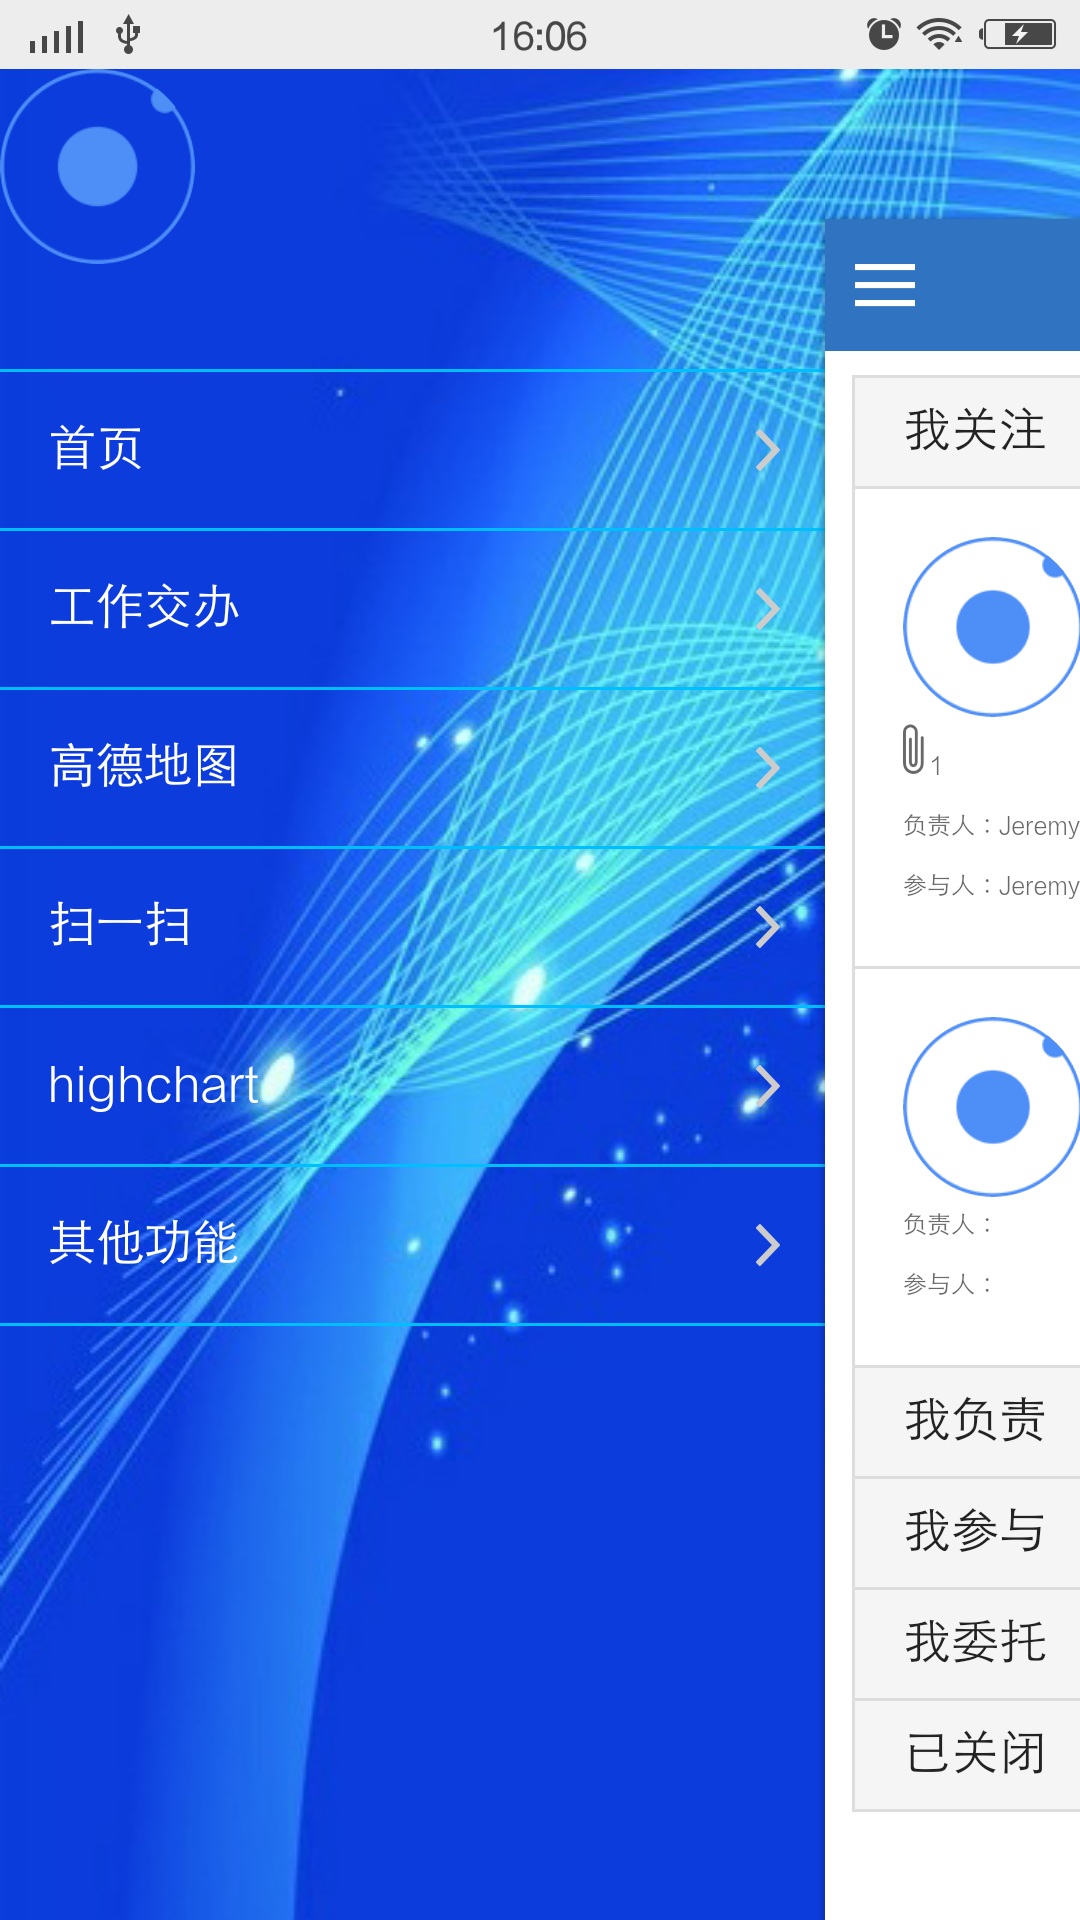 16:06
首页
工作交办
高德地图
扫一扫
highchart
其他功能
我关注
1
负责人：Jeremy
参与人：Jeremy
负责人：
参与人：
我负责
我参与
我委托
已关闭